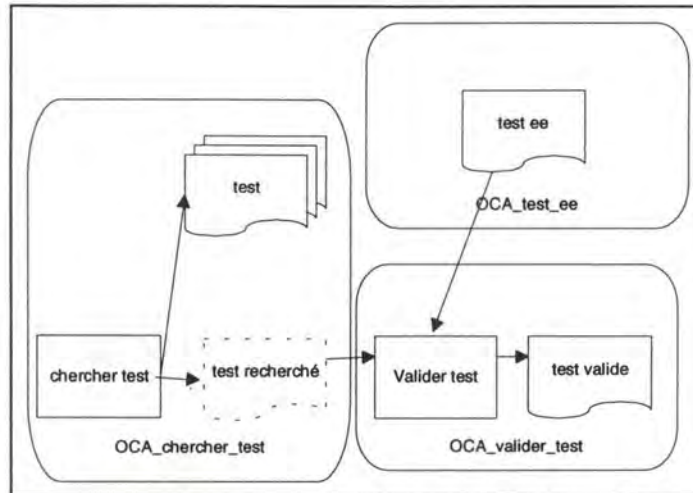 test ee
OCA_test_ee
test
chercher test
test recherché
OCA_chercher_test
Valider test
test valide
OCA_valider_test